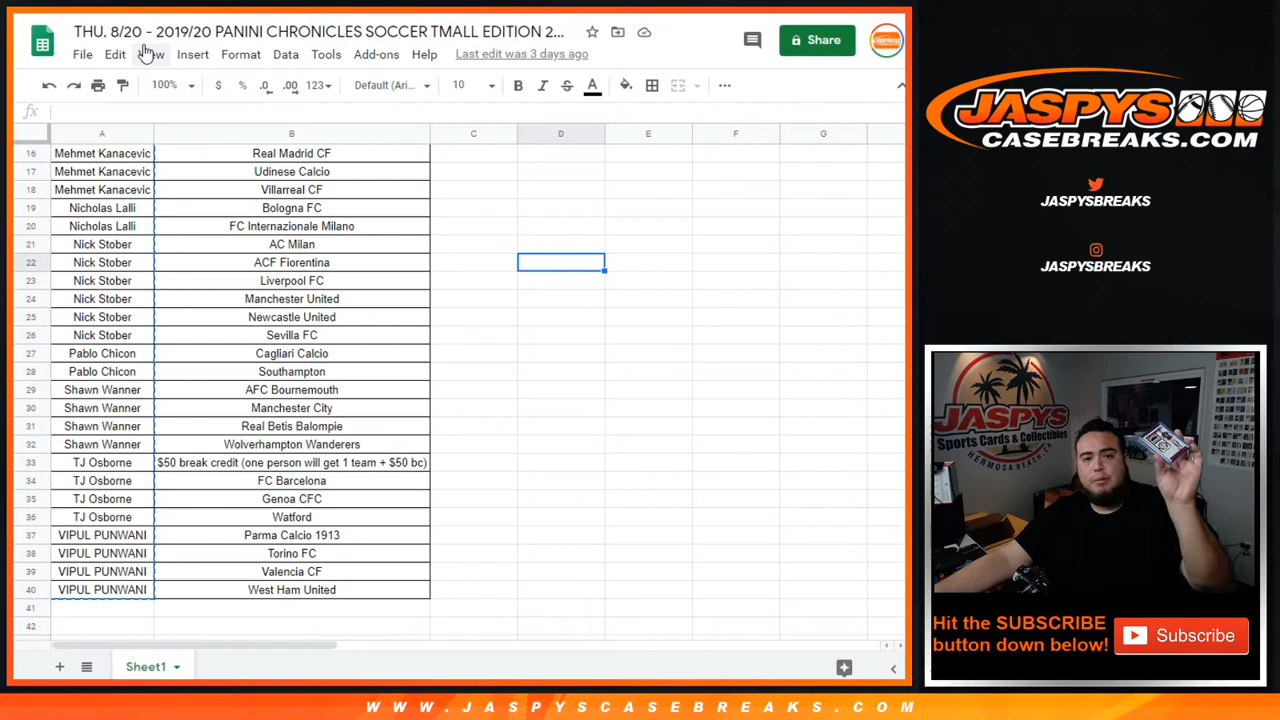 THU. 8/20 - 2019/20 PANINI CHRONICLES SOCCER TMALL EDITION 2...
File Edit View Insert Format Data Tools Add-ons Help Last edit was 3 days ago
Share
100% $ % .0 .00 123 Default (Ari... 10 B I S A ...
fx
A B C D E F G
16 Mehmet Kanacevic Real Madrid CF
17 Mehmet Kanacevic Udinese Calcio
18 Mehmet Kanacevic Villarreal CF
19 Nicholas Lalli Bologna FC
20 Nicholas Lalli FC Internazionale Milano
21 Nick Stober AC Milan
22 Nick Stober ACF Fiorentina
23 Nick Stober Liverpool FC
24 Nick Stober Manchester United
25 Nick Stober Newcastle United
26 Nick Stober Sevilla FC
27 Pablo Chicon Cagliari Calcio
28 Pablo Chicon Southampton
29 Shawn Wanner AFC Bournemouth
30 Shawn Wanner Manchester City
31 Shawn Wanner Real Betis Balompie
32 Shawn Wanner Wolverhampton Wanderers
33 TJ Osborne $50 break credit (one person will get 1 team + $50 bc)
34 TJ Osborne FC Barcelona
35 TJ Osborne Genoa CFC
36 TJ Osborne Watford
37 VIPUL PUNWANI Parma Calcio 1913
38 VIPUL PUNWANI Torino FC
39 VIPUL PUNWANI Valencia CF
40 VIPUL PUNWANI West Ham United
41
42
Sheet1
JASPYS
CASEBREAKS.COM
JASPYSBREAKS
JASPYSBREAKS
JASPYS
Sports Cards & Collectibles
HERMOSA BEACH, CA
Hit the SUBSCRIBE
button down below!
Subscribe
WWW.JASPYSCASEBREAKS.COM